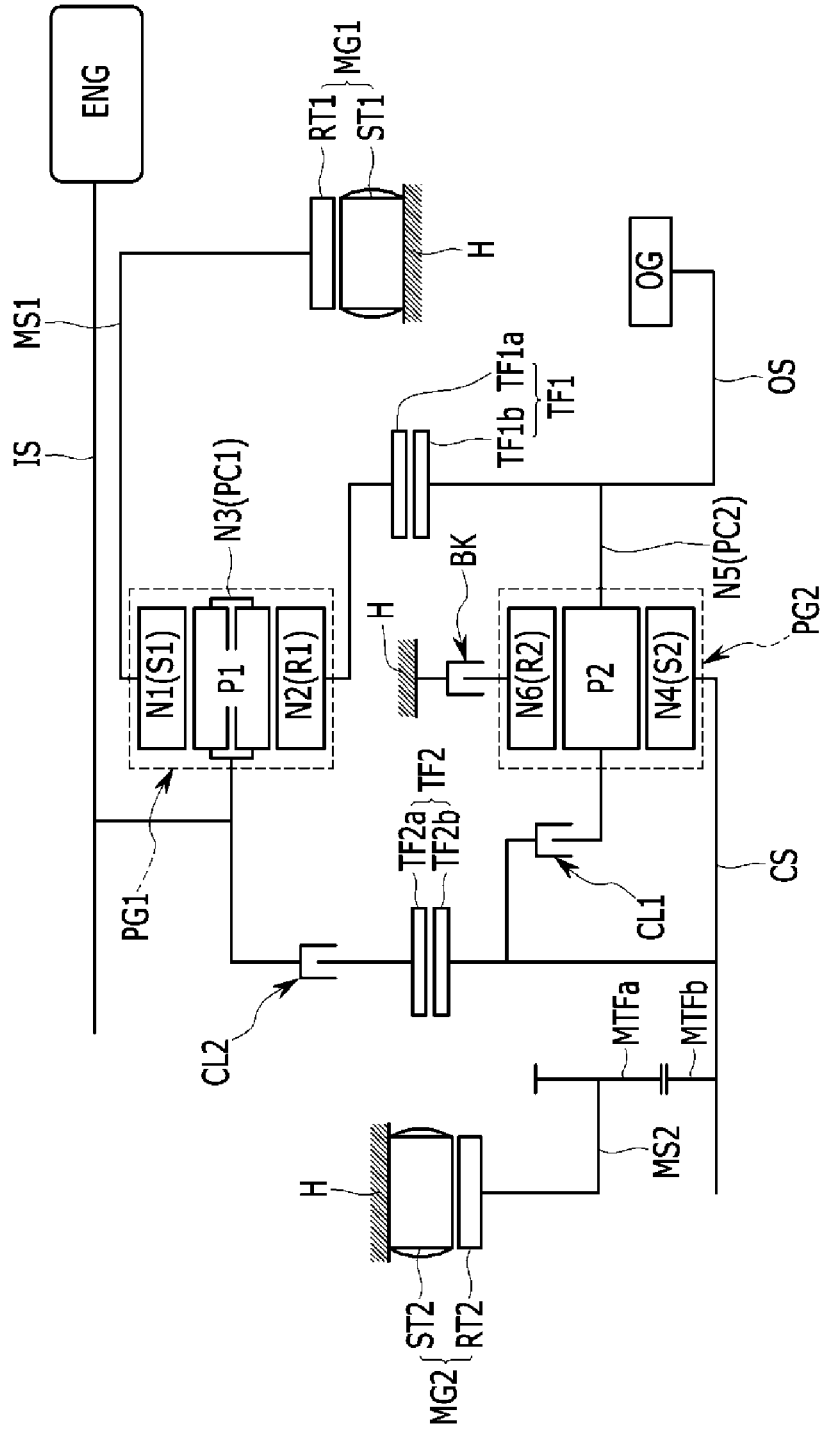 ENG
MG1
RT1
ST1
H
MS1
IS
N3(PC1)
N1(S1)
P1
N2(R1)
PG1
TF1a
TF1b
TF1
OG
OS
BK
H
N5(PC2)
N6(R2)
P2
N4(S2)
PG2
TF2
TF2a
TF2b
CL1
CS
CL2
MTFa
MTFb
MS2
H
ST2
RT2
MG2